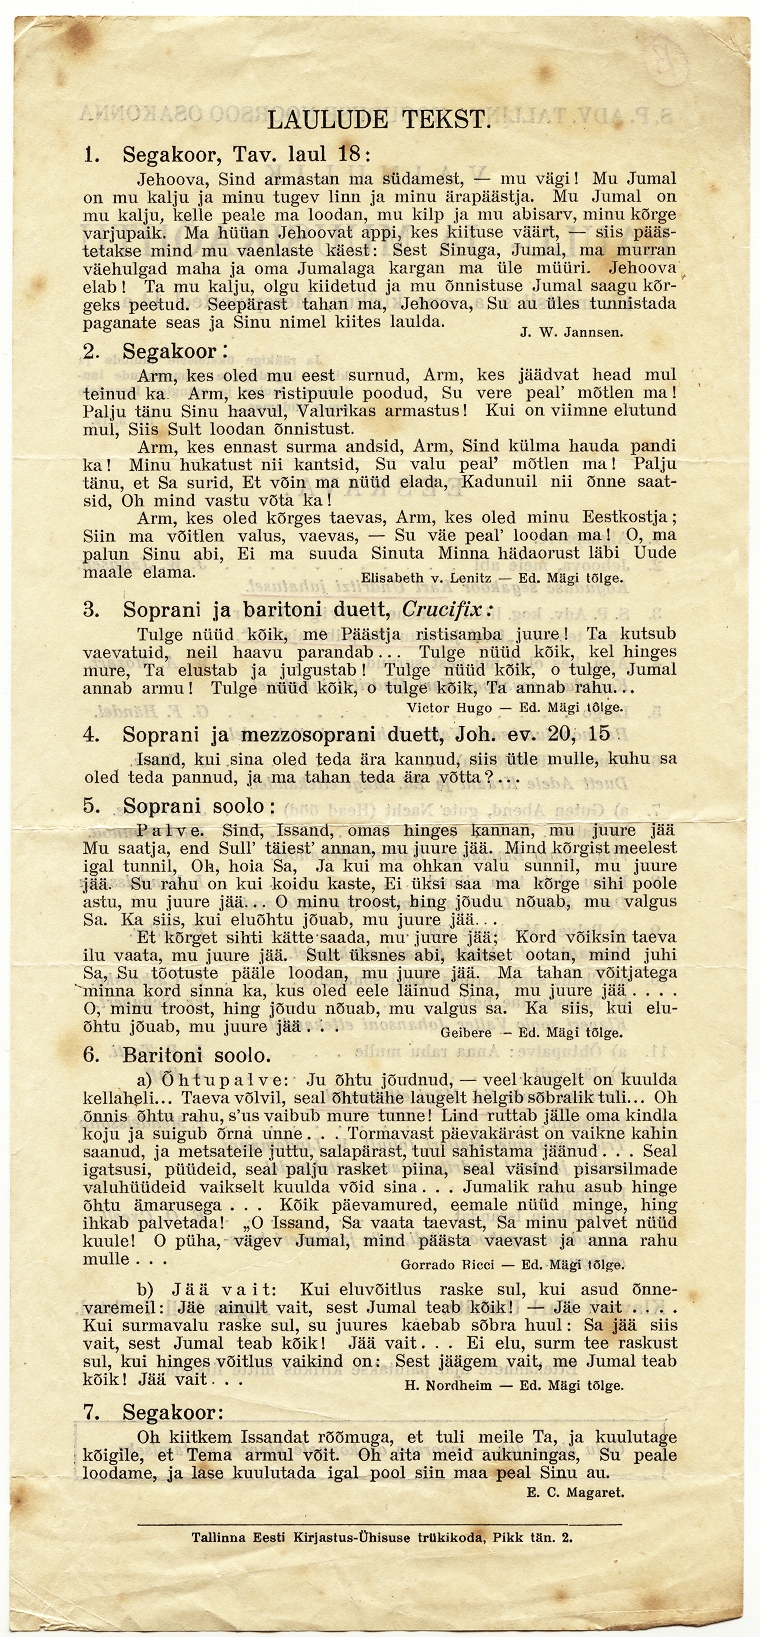 LAULUDE TEKST.
1. Segakoor, Tav. laul 18:
Jehoova, Sind armastan ma südamest, — mu vägi! Mu Jumal
on mu kalju ja minu tugev linn ja minu ärapäästja. Mu Jumal on
mu kalju, kelle peale ma loodan, mu kilp ja mu abisarv, minu kõrge
varjupaik. Ma hüüan Jehoovat appi, kes kiituse väärt, — siis pääs-
tetakse mind mu vaenlaste käest: Sest Sinuga, Jumal, ma murran
väehulgad maha ja oma Jumalaga kargan ma üle müüri. Jehoova
elab! Ta mu kalju, olgu kiidetud ja mu õnnistuse Jumal saagu kõr-
geks peetud. Seepärast tahan ma, Jehoova, Su au üles tunnistada
paganate seas ja Sinu nimel kiites laulda.
J. W. Jannsen.
2. Segakoor:
Arm, kes oled mu eest surnud, Arm, kes jäädvat head mul
teinud ka. Arm, kes ristipuule poodud, Su vere peal' mõtlen ma!
Palju tänu Sinu haavul, Valurikas armastus! Kui on viimne elutund
mul, Siis Sult loodan õnnistust.
Arm, kes ennast surma andsid, Arm, Sind külma hauda pandi
ka! Minu hukatust nii kantsid, Su valu peal' mõtlen ma! Palju
tänu, et Sa surid, Et võin ma nüüd elada, Kadunuil nii õnne saat-
sid, Oh mind vastu võta ka!
Arm, kes oled kõrges taevas, Arm, kes oled minu Eestkostja;
Siin ma võitlen valus, vaevas, — Su väe peal' loodan ma! O, ma
palun Sinu abi, Ei ma suuda Sinuta Minna hädaorust läbi Uude
maale elama.
Elisabeth v. Lenitz — Ed. Mägi tõlge.
3. Soprani ja baritoni duett, Crucifix:
Tulge nüüd kõik, me Päästja ristisamba juure! Ta kutsub
vaevatuid, neil haavu parandab... Tulge nüüd kõik, kel hinges
mure, Ta elustab ja julgustab! Tulge nüüd kõik, o tulge, Jumal
annab armu! Tulge nüüd kõik, o tulge kõik, Ta annab rahu...
Victor Hugo — Ed. Mägi tõlge.
4. Soprani ja mezzosoprani duett, Joh. ev. 20, 15
Isand, kui sina oled teda ära kannud, siis ütle mulle, kuhu sa
oled teda pannud, ja ma tahan teda ära võtta?...
5. Soprani soolo:
Palve. Sind, Issand, omas hinges kannan, mu juure jää
Mu saatja, end Sull' täiest' annan, mu juure jää. Mind kõrgist meelest
igal tunnil, Oh, hoia Sa, Ja kui ma ohkan valu sunnil, mu juure
jää. Su rahu on kui koidu kaste, Ei üksi saa ma kõrge sihi poole
astu, mu juure jää... O minu troost, hing jõudu nõuab, mu valgus
Sa. Ka siis, kui eluõhtu jõuab, mu juure jää...
Et kõrget sihti kätte saada, mu juure jää; Kord võiksin taeva
ilu vaata, mu juure jää. Sult üksnes abi, kaitset ootan, mind juhi
Sa, Su tõotuste pääle loodan, mu juure jää. Ma tahan võitjatega
minna kord sinna ka, kus oled eele läinud Sina, mu juure jää ....
O, minu troost, hing jõudu nõuab, mu valgus sa. Ka siis, kui elu-
õhtu jõuab, mu juure jää ...
Geibere — Ed. Mägi tõlge.
6. Baritoni soolo.
a) Õhtupalve: Ju õhtu jõudnud, — veel kaugelt on kuulda
kellaheli... Taeva võlvil, seal õhtutähe laugelt helgib sõbralik tuli... Oh
õnnis õhtu rahu, s'us vaibub mure tunne! Lind ruttab jälle oma kindla
koju ja suigub õrna unne... Tormavast päevakärast on vaikne kahin
saanud, ja metsateile juttu, salapärast, tuul sahistama jäänud... Seal
igatsusi, püüdeid, seal palju rasket piina, seal väsind pisarsilmade
valuhüüdeid vaikselt kuulda võid sina... Jumalik rahu asub hinge
õhtu ämarusega ... Kõik päevamured, eemale nüüd minge, hing
ihkab palvetada! „O Issand, Sa vaata taevast, Sa minu palvet nüüd
kuule! O püha, vägev Jumal, mind päästa vaevast ja anna rahu
mulle ...
Gorrado Ricci — Ed. Mägi tõlge.
b) Jää vait: Kui eluvõitlus raske sul, kui asud õnne-
varemeil: Jäe ainult vait, sest Jumal teab kõik! — Jäe vait ....
Kui surmavalu raske sul, su juures kaebab sõbra huul: Sa jää siis
vait, sest Jumal teab kõik! Jää vait... Ei elu, surm tee raskust
sul, kui hinges võitlus vaikind on: Sest jäägem vait, me Jumal teab
kõik! Jää vait...
H. Nordheim — Ed. Mägi tõlge.
7. Segakoor:
Oh kiitkem Issandat rõõmuga, et tuli meile Ta, ja kuulutage
kõigile, et Tema armul võit. Oh aita meid aukuningas, Su peale
loodame, ja lase kuulutada igal pool siin maa peal Sinu au.
E. C. Magaret.
Tallinna Eesti Kirjastus-Ühisuse trükikoda, Pikk tän. 2.